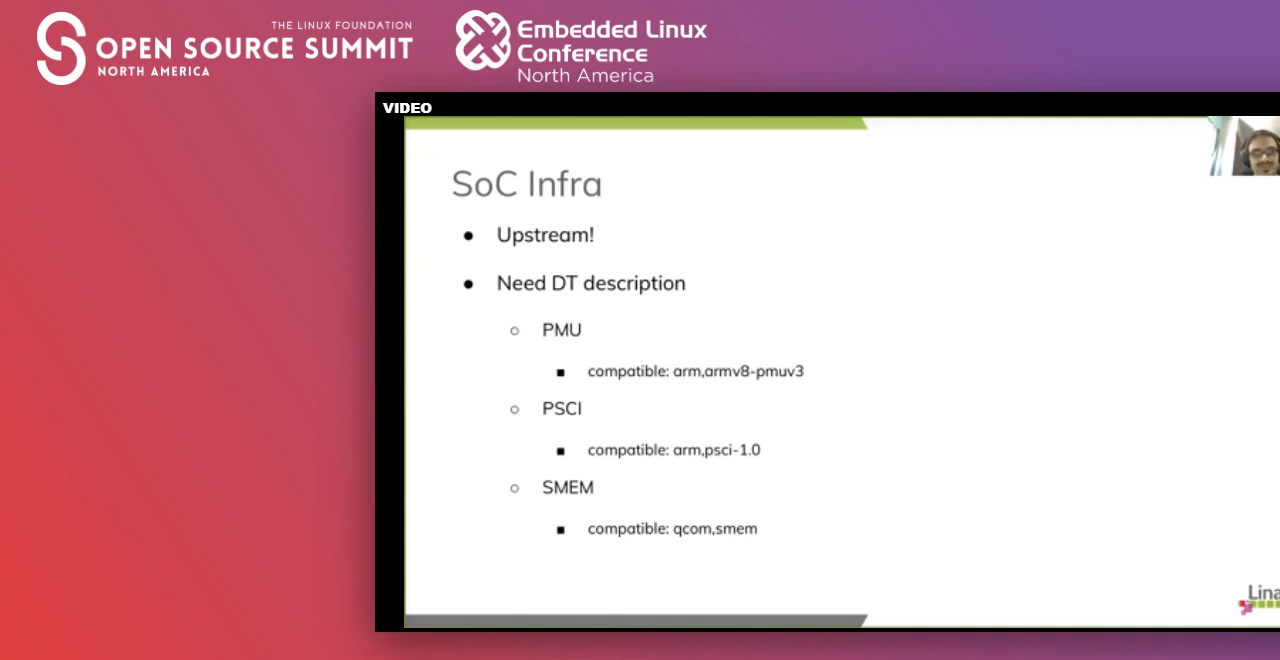 THE LINUX FOUNDATION
OPEN SOURCE SUMMIT
NORTH AMERICA
Embedded Linux
Conference
North America
VIDEO
SoC Infra
Upstream!
Need DT description
PMU
compatible: arm,armv8-pmuv3
PSCI
compatible: arm,psci-1.0
SMEM
compatible: qcom,smem
Lina